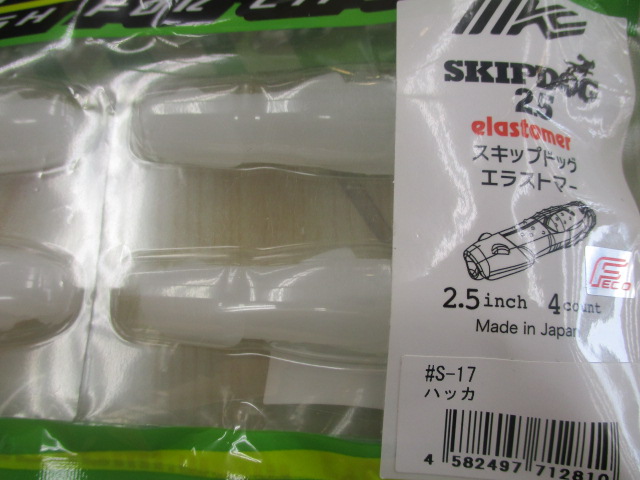 SKIPDOG
2.5
elastomer
スキップドッグ
エラストマー
FECO
2.5 inch 4 count
Made in Japan
#S-17
ハッカ
4 582497 712810